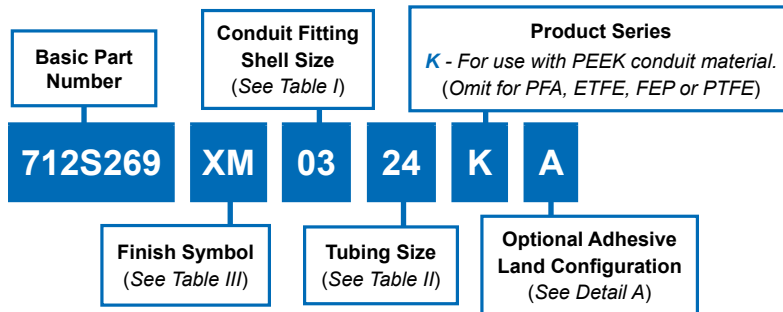 Basic Part
Number
Conduit Fitting
Shell Size
(See Table I)
Product Series
K - For use with PEEK conduit material.
(Omit for PFA, ETFE, FEP or PTFE)
712S269 XM 03 24 K A
Finish Symbol
(See Table III)
Tubing Size
(See Table II)
Optional Adhesive
Land Configuration
(See Detail A)